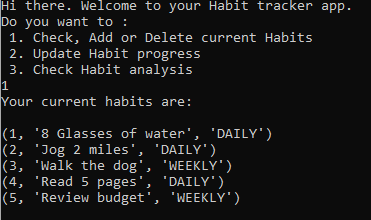 Hi there. Welcome to your Habit tracker app.
Do you want to :
1. Check, Add or Delete current Habits
2. Update Habit progress
3. Check Habit analysis
1
Your current habits are:
(1, '8 Glasses of water', 'DAILY')
(2, 'Jog 2 miles', 'DAILY')
(3, 'Walk the dog', 'WEEKLY')
(4, 'Read 5 pages', 'DAILY')
(5, 'Review budget', 'WEEKLY')